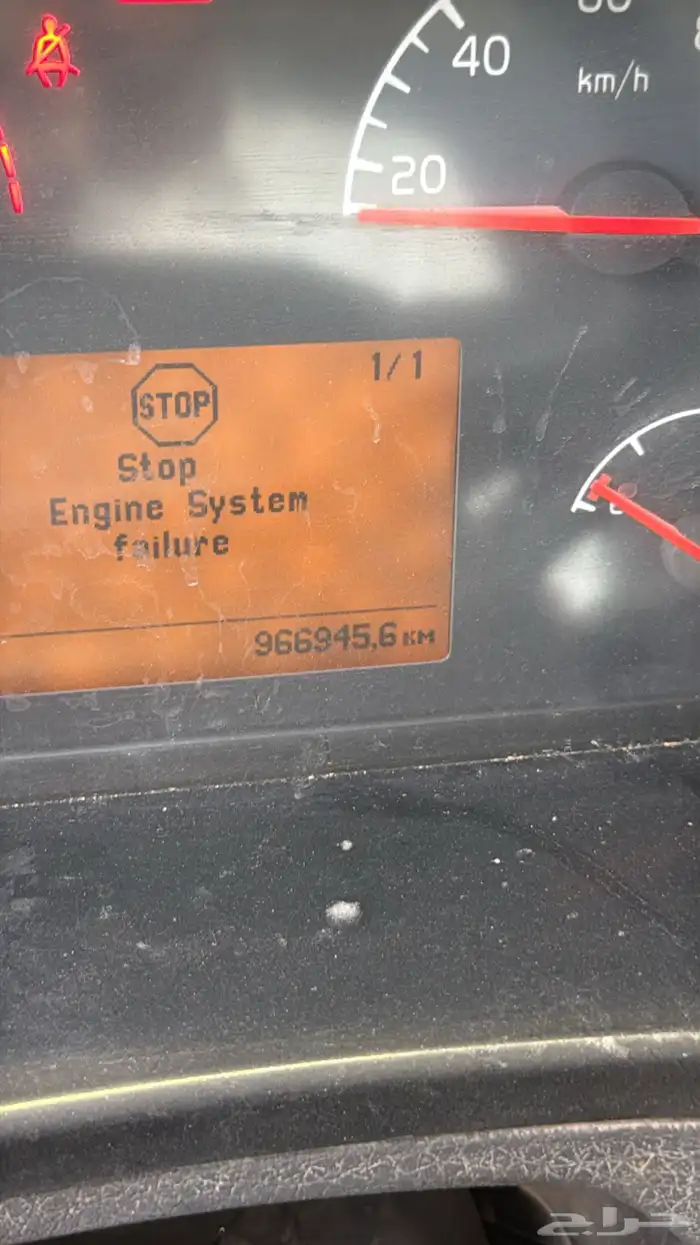 40
km/h
20
1/1
STOP
Stop
Engine System
failure
966945,6 км
حراج